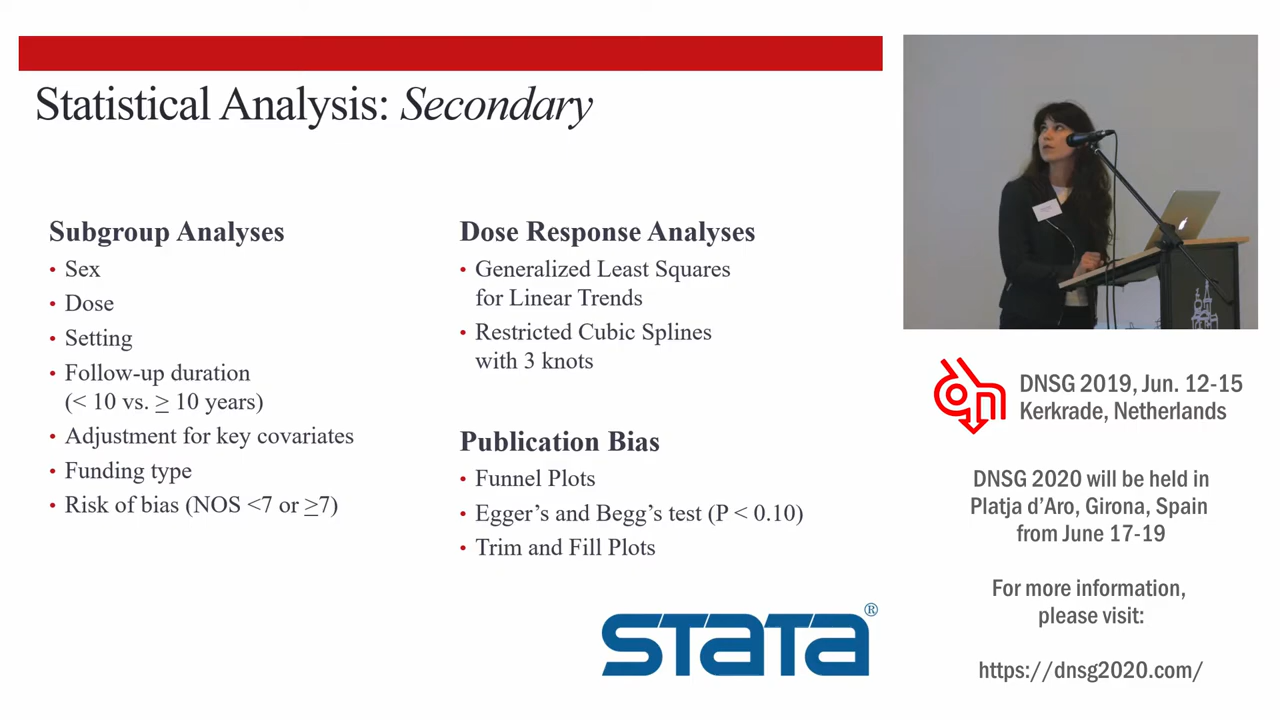 Statistical Analysis: Secondary
Subgroup Analyses
• Sex
• Dose
• Setting
• Follow-up duration
(< 10 vs. ≥ 10 years)
• Adjustment for key covariates
• Funding type
• Risk of bias (NOS <7 or ≥7)
Dose Response Analyses
• Generalized Least Squares
for Linear Trends
• Restricted Cubic Splines
with 3 knots
Publication Bias
• Funnel Plots
• Egger’s and Begg’s test (P < 0.10)
• Trim and Fill Plots
STATA®
DNSG 2019, Jun. 12-15
Kerkrade, Netherlands
DNSG 2020 will be held in
Platja d’Aro, Girona, Spain
from June 17-19
For more information,
please visit:
https://dnsg2020.com/